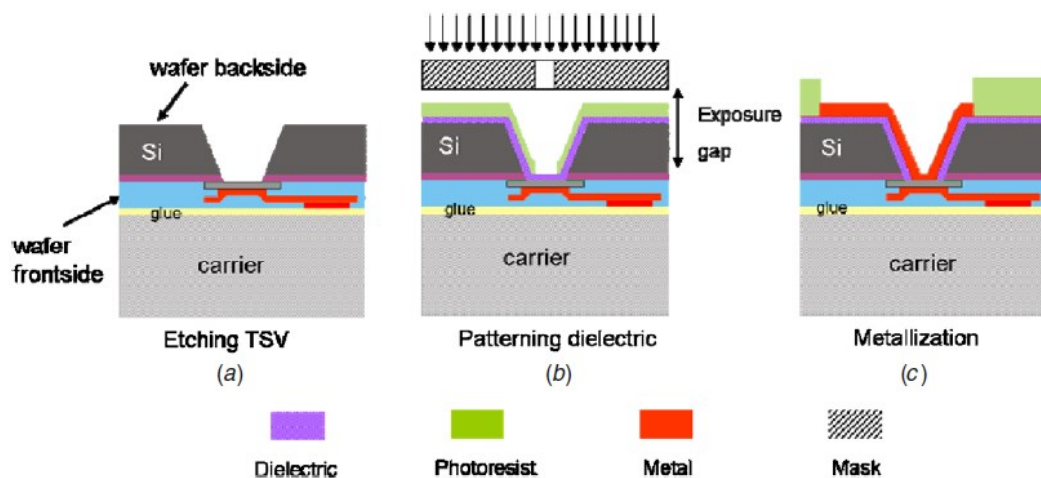 wafer backside
Si
glue
wafer
frontside
carrier
Etching TSV
(a)
Exposure
gap
glue
carrier
Patterning dielectric
(b)
Si
glue
carrier
Metallization
(c)
Dielectric
Photoresist
Metal
Mask